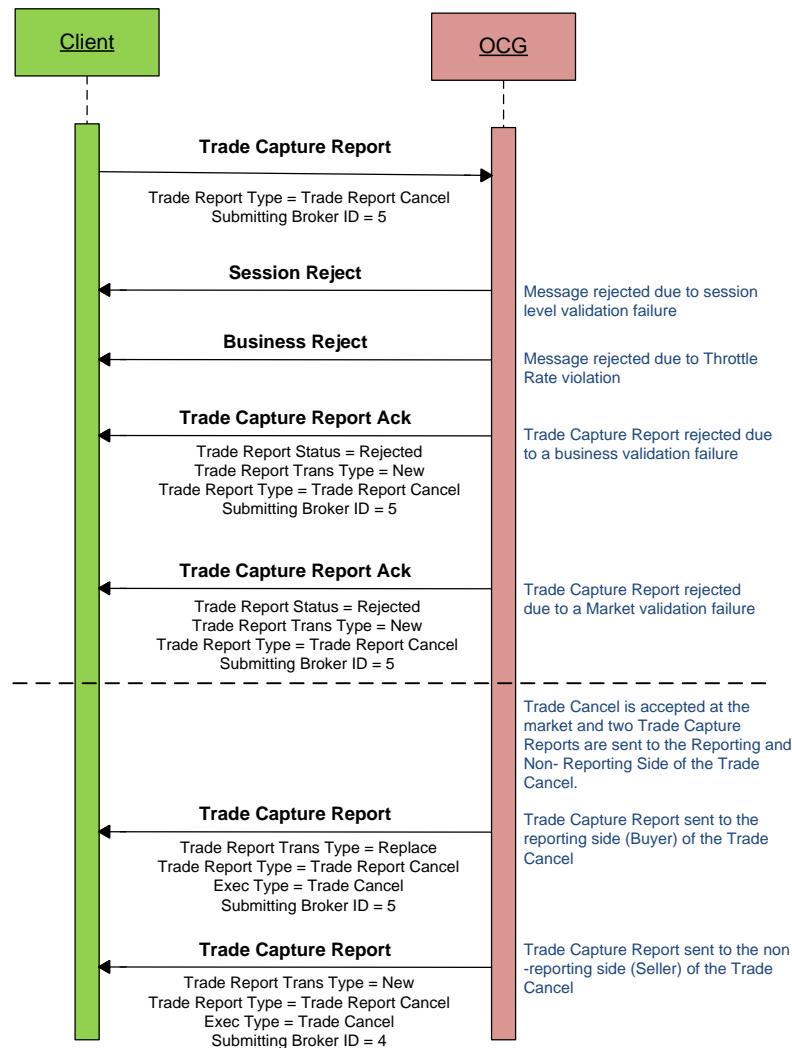 Client
OCG
Trade Capture Report
Trade Report Type = Trade Report Cancel
Submitting Broker ID = 5
Session Reject
Message rejected due to session
level validation failure
Business Reject
Message rejected due to Throttle
Rate violation
Trade Capture Report Ack
Trade Report Status = Rejected
Trade Report Trans Type = New
Trade Report Type = Trade Report Cancel
Submitting Broker ID = 5
Trade Capture Report rejected due
to a business validation failure
Trade Capture Report Ack
Trade Report Status = Rejected
Trade Report Trans Type = New
Trade Report Type = Trade Report Cancel
Submitting Broker ID = 5
Trade Capture Report rejected
due to a Market validation failure
Trade Cancel is accepted at the
market and two Trade Capture
Reports are sent to the Reporting and
Non- Reporting Side of the Trade
Cancel.
Trade Capture Report
Trade Report Trans Type = Replace
Trade Report Type = Trade Report Cancel
Exec Type = Trade Cancel
Submitting Broker ID = 5
Trade Capture Report sent to the
reporting side (Buyer) of the Trade
Cancel
Trade Capture Report
Trade Report Trans Type = New
Trade Report Type = Trade Report Cancel
Exec Type = Trade Cancel
Submitting Broker ID = 4
Trade Capture Report sent to the non
-reporting side (Seller) of the Trade
Cancel